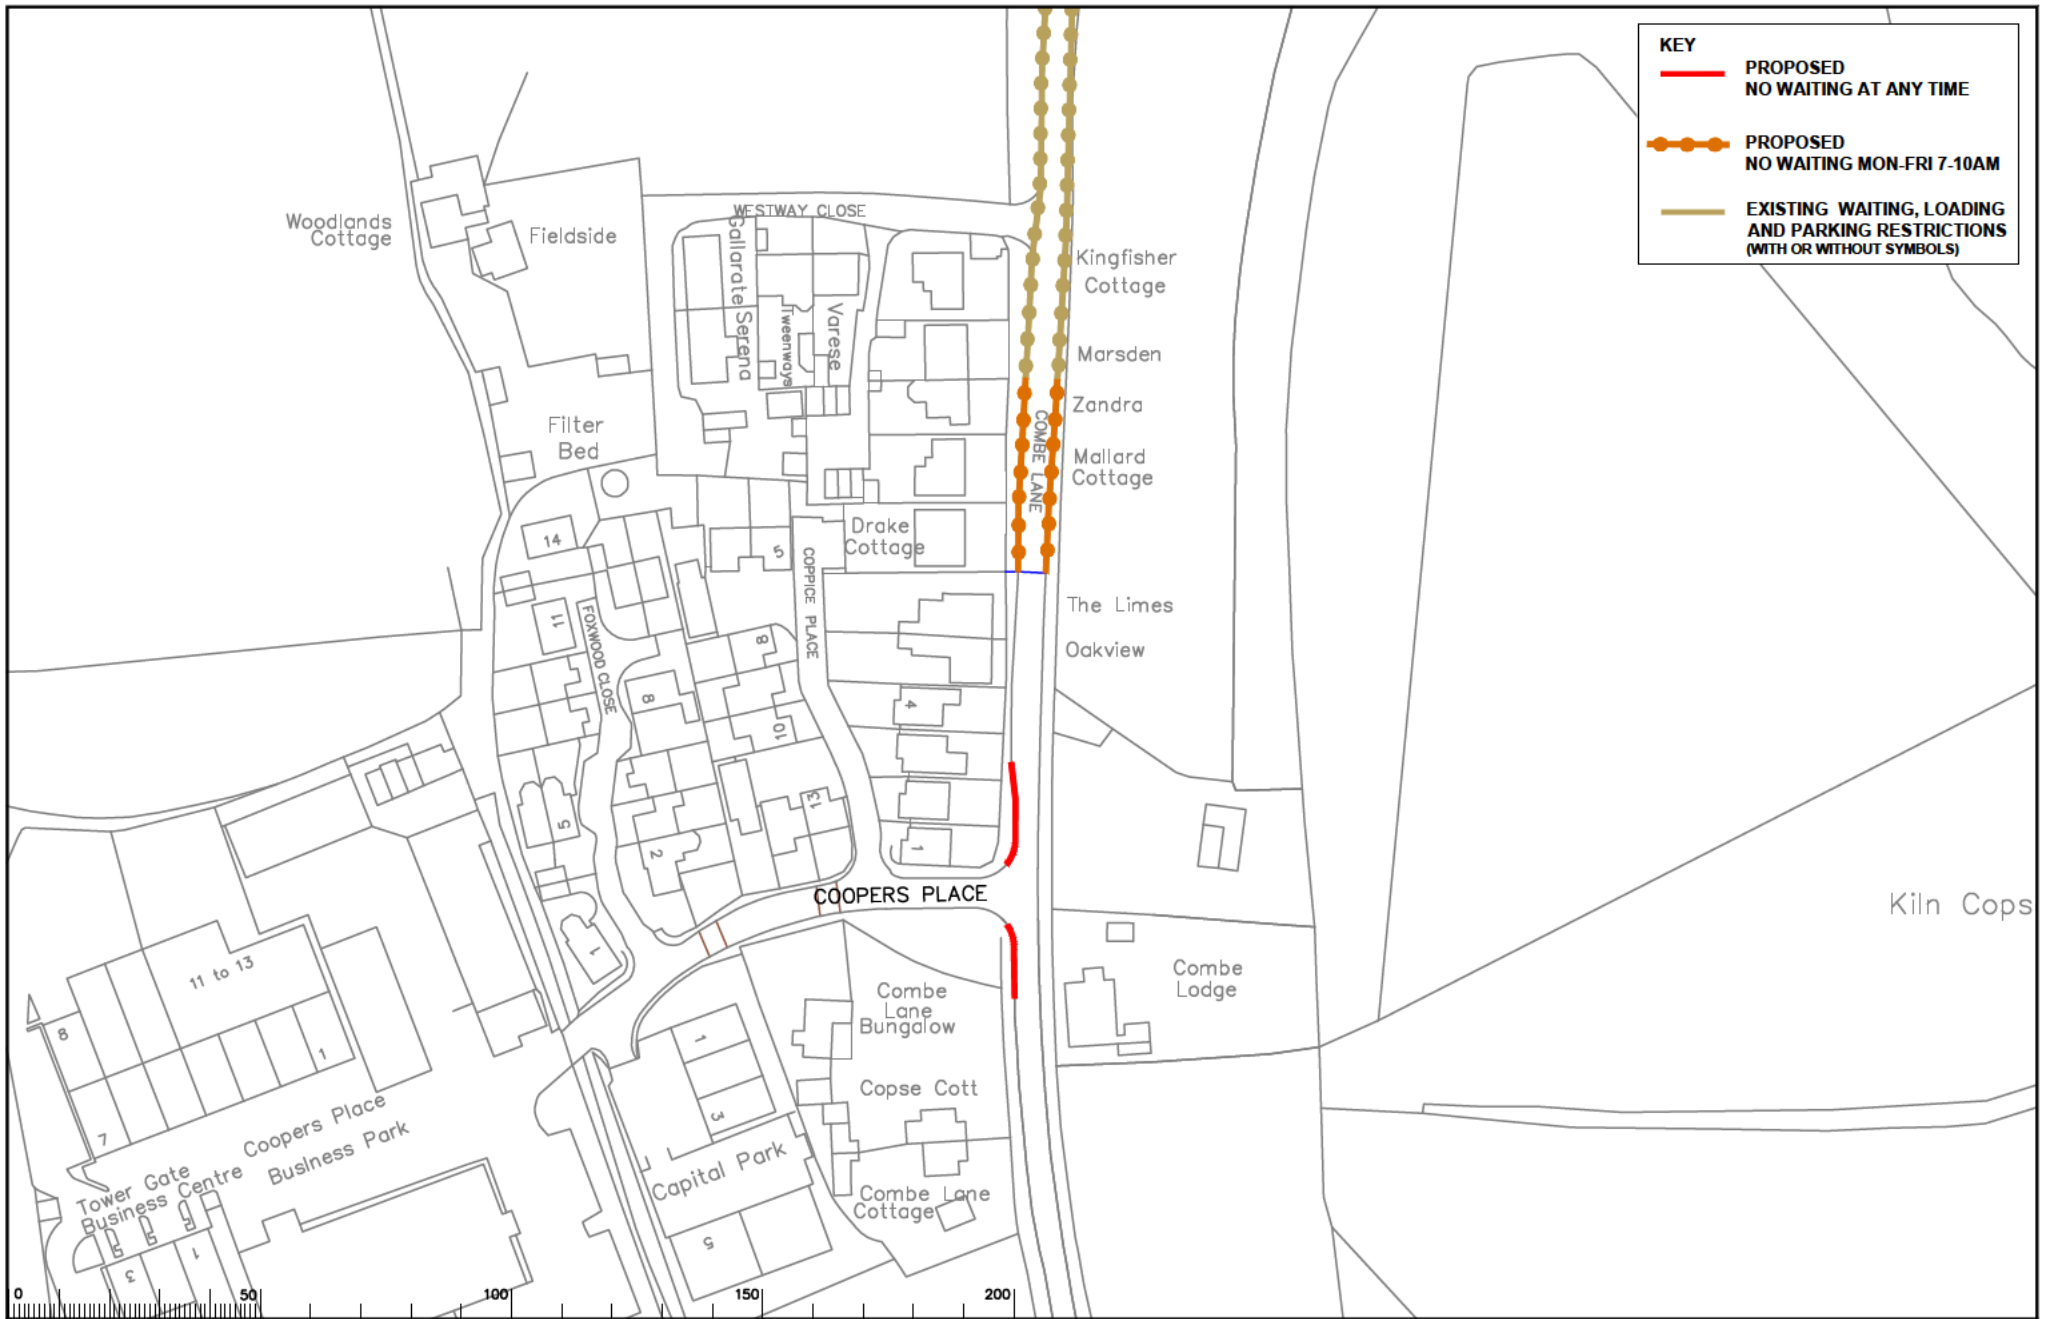 KEY
PROPOSED
NO WAITING AT ANY TIME
PROPOSED
NO WAITING MON-FRI 7-10AM
EXISTING WAITING, LOADING
AND PARKING RESTRICTIONS
(WITH OR WITHOUT SYMBOLS)
Woodlands
Cottage
Fieldside
WESTWAY CLOSE
Gallarate
Serena
Tweenways
Varese
Kingfisher
Cottage
Marsden
Zandra
COMBE LANE
Mallard
Cottage
Filter
Bed
14
5
Drake
Cottage
COPPICE PLACE
11
FOXWOOD CLOSE
8
The Limes
Oakview
8
4
10
13
5
2
1
COOPERS PLACE
1
Kiln Cops
Combe
Lodge
11 to 13
8
1
7
Combe
Lane
Bungalow
1
3
Copse Cott
Coopers Place
Business Park
Tower Gate
Business Centre
Capital Park
Combe Lane
Cottage
5
1
3
0
50
100
150
200